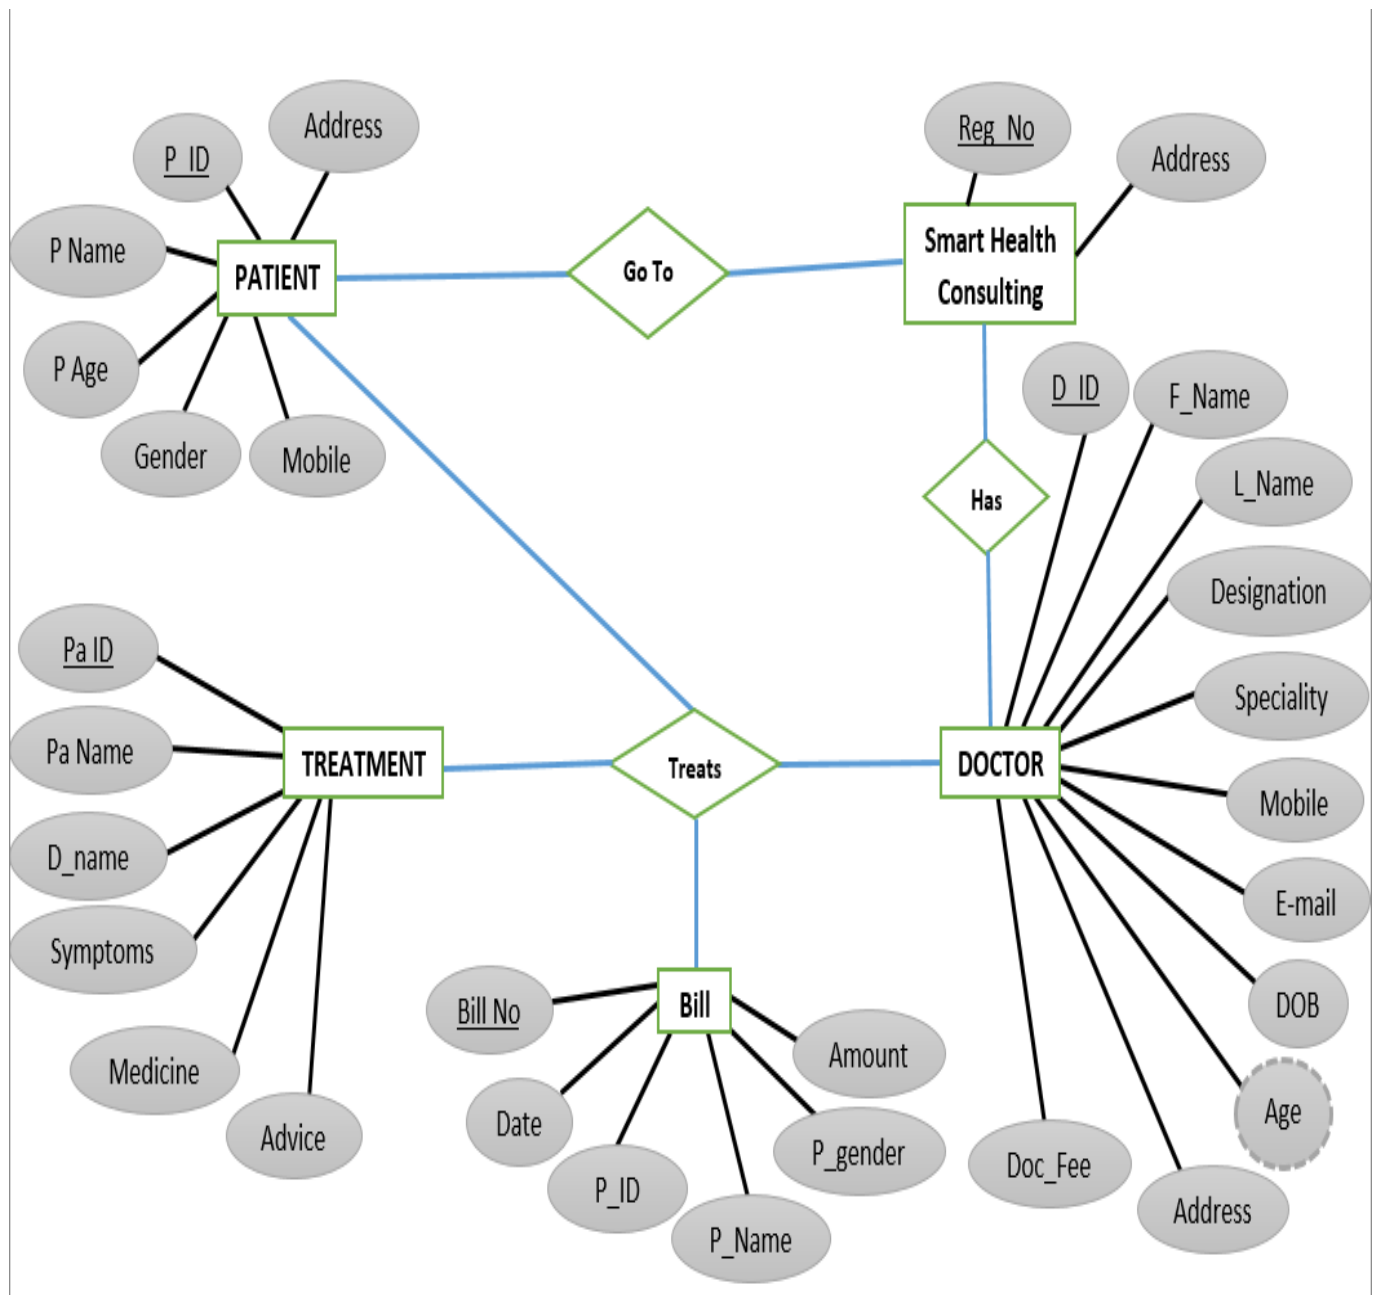 Address
P_ID
P Name
PATIENT
P Age
Gender
Mobile
Go To
Reg_No
Address
Smart Health
Consulting
Has
D_ID
F_Name
L_Name
Designation
Speciality
Mobile
E-mail
DOB
Age
Address
Doc_Fee
DOCTOR
Treats
TREATMENT
Pa ID
Pa Name
D_name
Symptoms
Medicine
Advice
Bill
Bill No
Date
P_ID
P_Name
P_gender
Amount